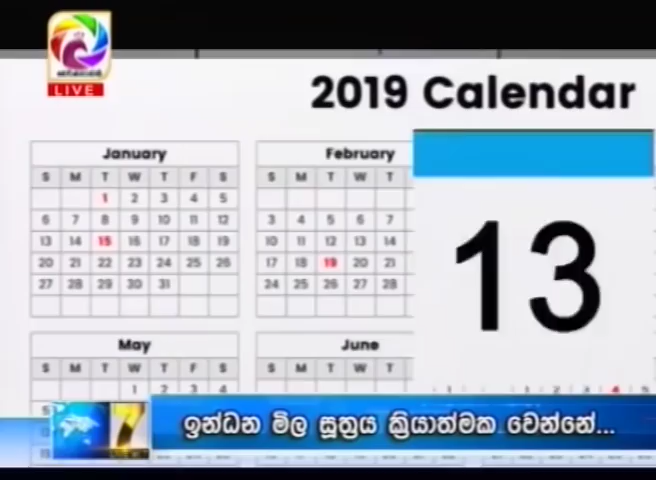 LIVE
2019 Calendar
January
S M T W T F S
1 2 3 4 5
6 7 8 9 10 11 12
13 14 15 16 17 18 19
20 21 22 23 24 25 26
27 28 29 30 31
February
S M T W T
3 4 5 6 7
10 11 12 13 14
17 18 19 20 21
24 25 26 27 28
13
May
S M T W T F S
1 2 3 4
June
S M T W T
7
ඉන්ධන මිල සූත්‍රය ක්‍රියාත්මක වෙන්නේ...